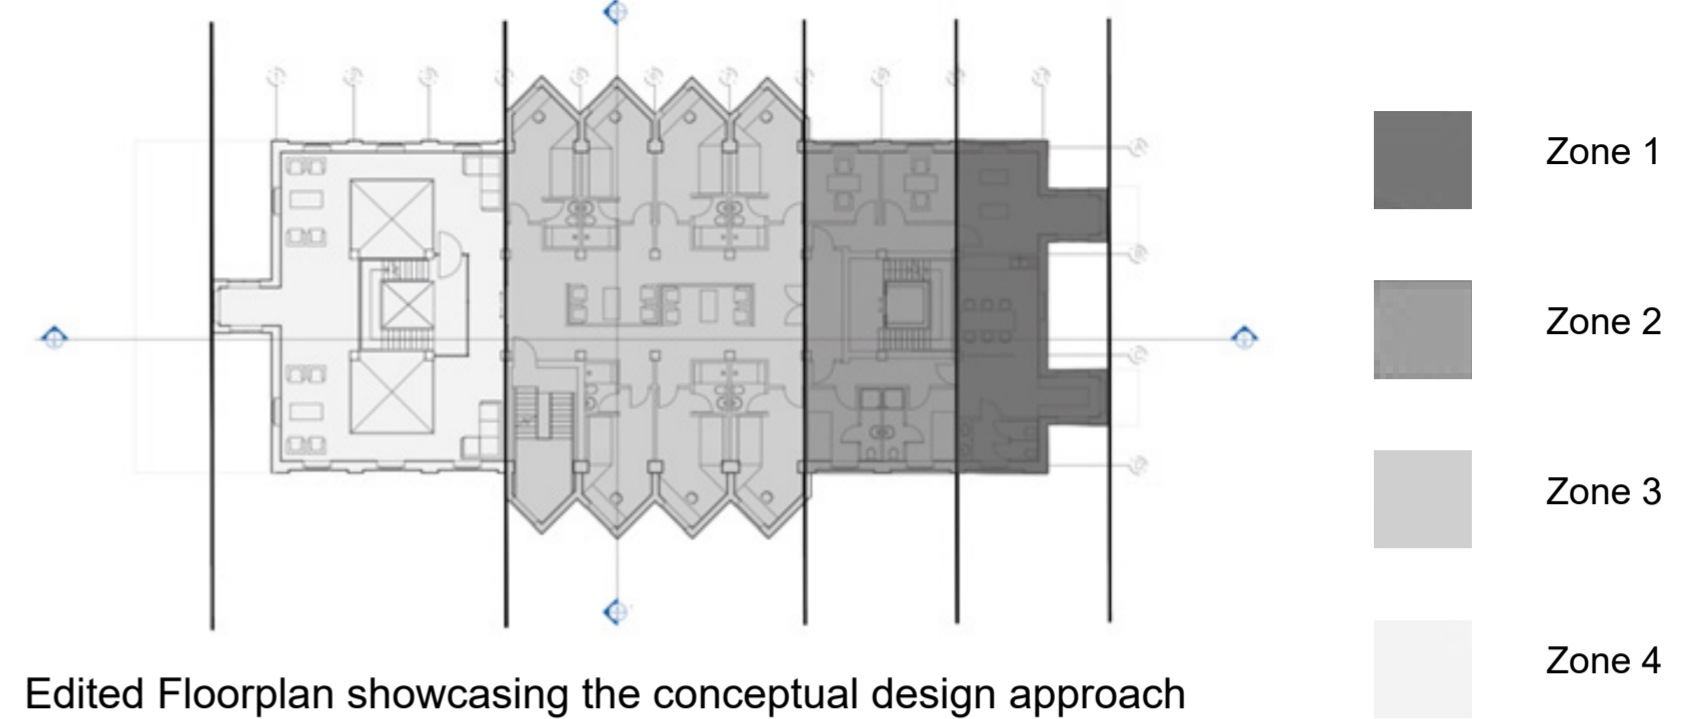 Zone 1
Zone 2
Zone 3
Zone 4
Edited Floorplan showcasing the conceptual design approach